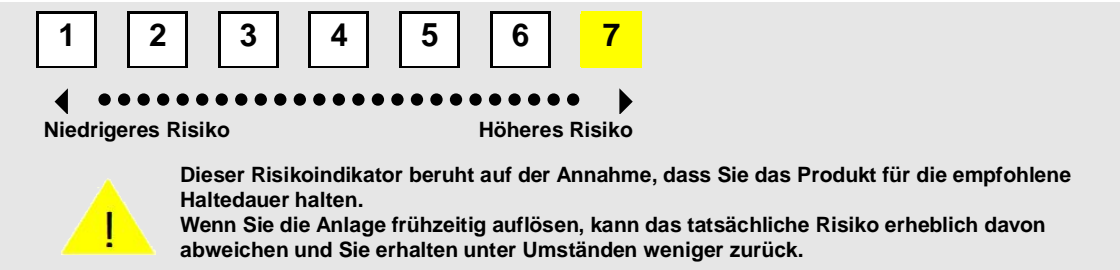 1 2 3 4 5 6 7
Niedrigeres Risiko Höheres Risiko
Dieser Risikoindikator beruht auf der Annahme, dass Sie das Produkt für die empfohlene
Haltedauer halten.
Wenn Sie die Anlage frühzeitig auflösen, kann das tatsächliche Risiko erheblich davon
abweichen und Sie erhalten unter Umständen weniger zurück.
!